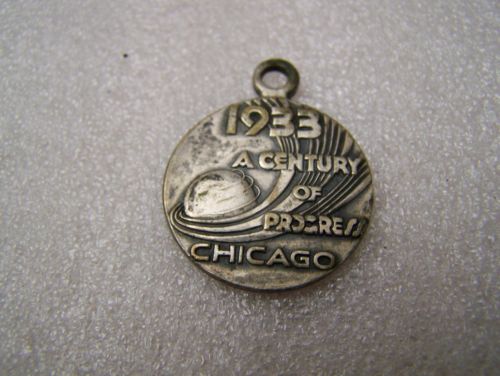 1933
A CENTURY
OF
PROGRESS
CHICAGO